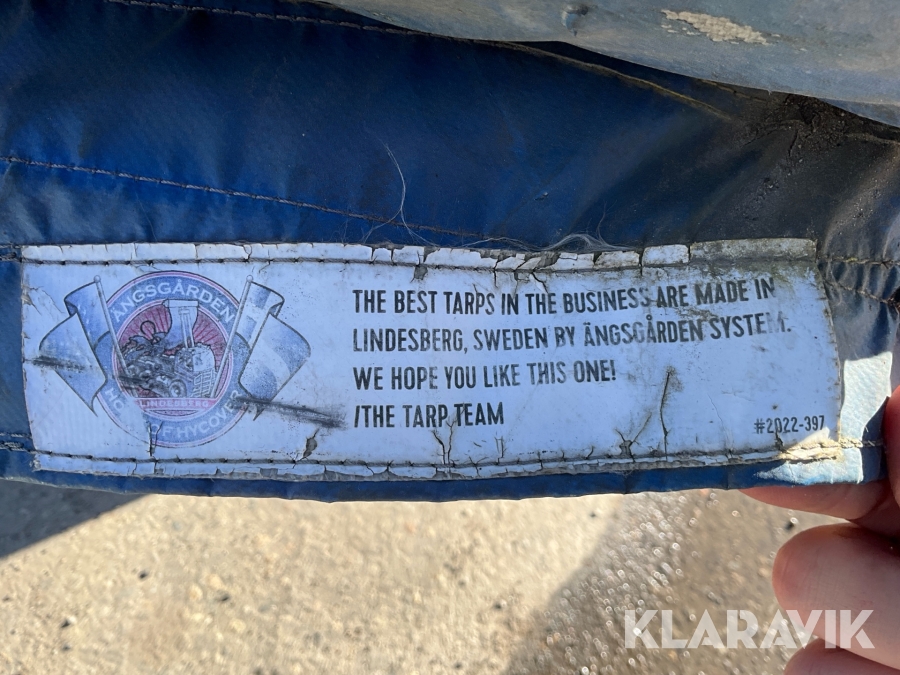 ÄNGSGÅRDEN
LINDESBERG
HOME OF HYCOVER
THE BEST TARPS IN THE BUSINESS ARE MADE IN
LINDESBERG, SWEDEN BY ÄNGSGÅRDEN SYSTEM.
WE HOPE YOU LIKE THIS ONE!
/THE TARP TEAM
#2022-397
KLARAVIK